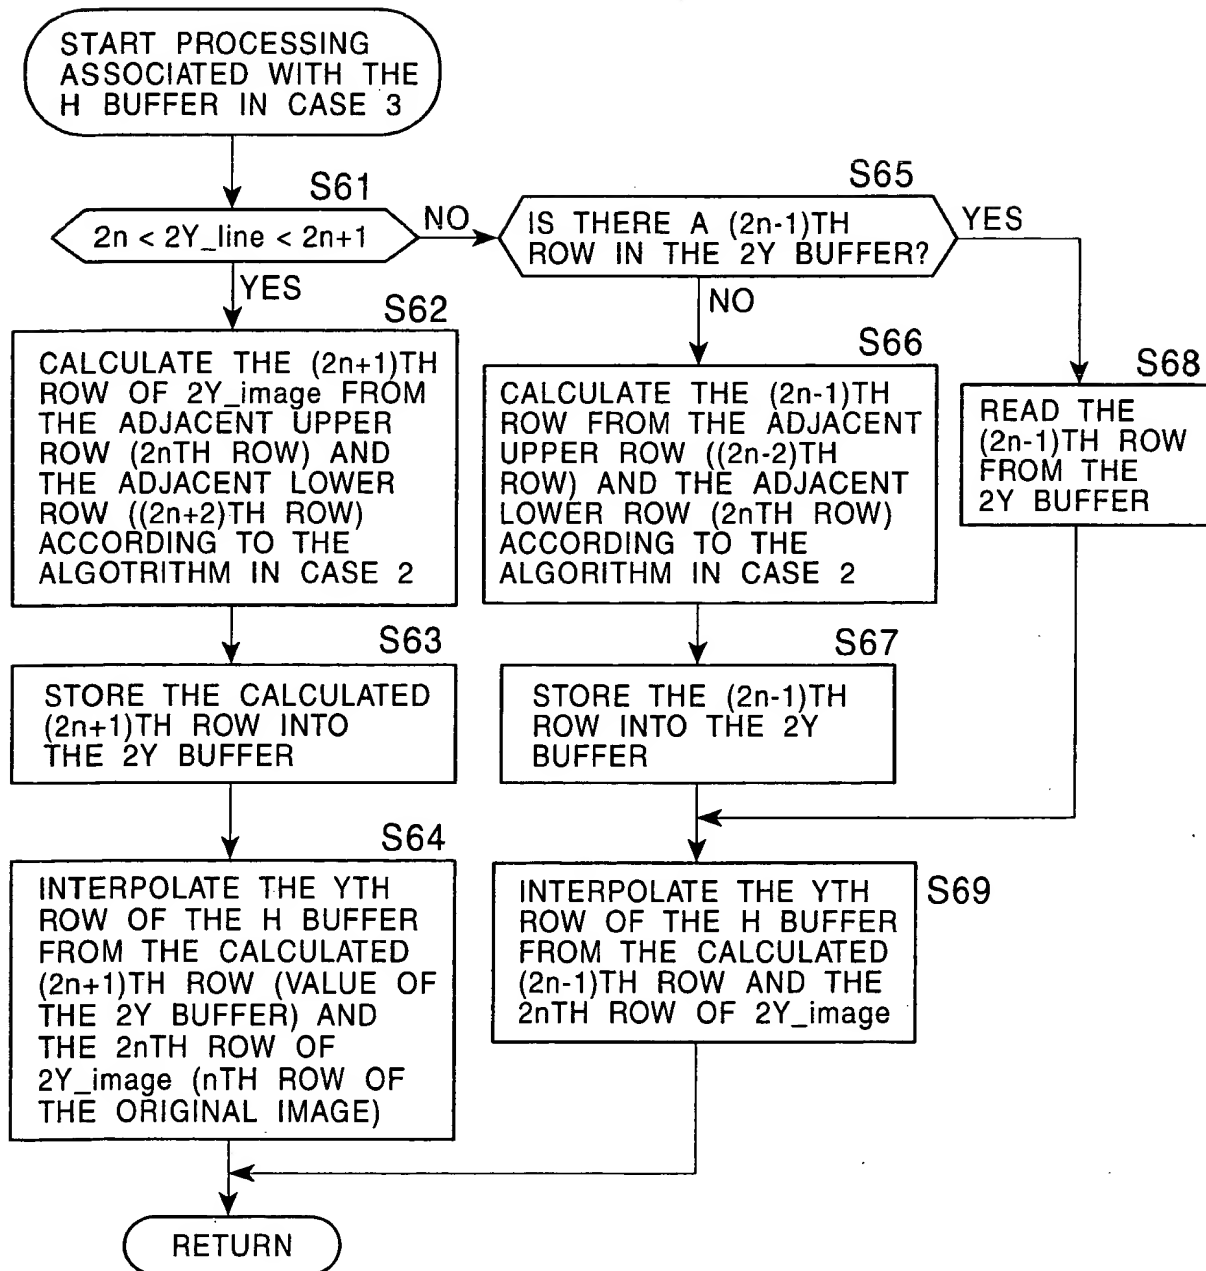 START PROCESSING
ASSOCIATED WITH THE
H BUFFER IN CASE 3
S61
2n < 2Y_line < 2n+1
NO
YES
S65
IS THERE A (2n-1)TH
ROW IN THE 2Y BUFFER?
YES
NO
S62
CALCULATE THE (2n+1)TH
ROW OF 2Y_image FROM
THE ADJACENT UPPER
ROW (2nTH ROW) AND
THE ADJACENT LOWER
ROW ((2n+2)TH ROW)
ACCORDING TO THE
ALGOTRITHM IN CASE 2
S66
CALCULATE THE (2n-1)TH
ROW FROM THE ADJACENT
UPPER ROW ((2n-2)TH
ROW) AND THE ADJACENT
LOWER ROW (2nTH ROW)
ACCORDING TO THE
ALGORITHM IN CASE 2
S68
READ THE
(2n-1)TH ROW
FROM THE
2Y BUFFER
S63
STORE THE CALCULATED
(2n+1)TH ROW INTO
THE 2Y BUFFER
S67
STORE THE (2n-1)TH
ROW INTO THE 2Y
BUFFER
S64
INTERPOLATE THE YTH
ROW OF THE H BUFFER
FROM THE CALCULATED
(2n+1)TH ROW (VALUE OF
THE 2Y BUFFER) AND
THE 2nTH ROW OF
2Y_image (nTH ROW OF
THE ORIGINAL IMAGE)
S69
INTERPOLATE THE YTH
ROW OF THE H BUFFER
FROM THE CALCULATED
(2n-1)TH ROW AND THE
2nTH ROW OF 2Y_image
RETURN